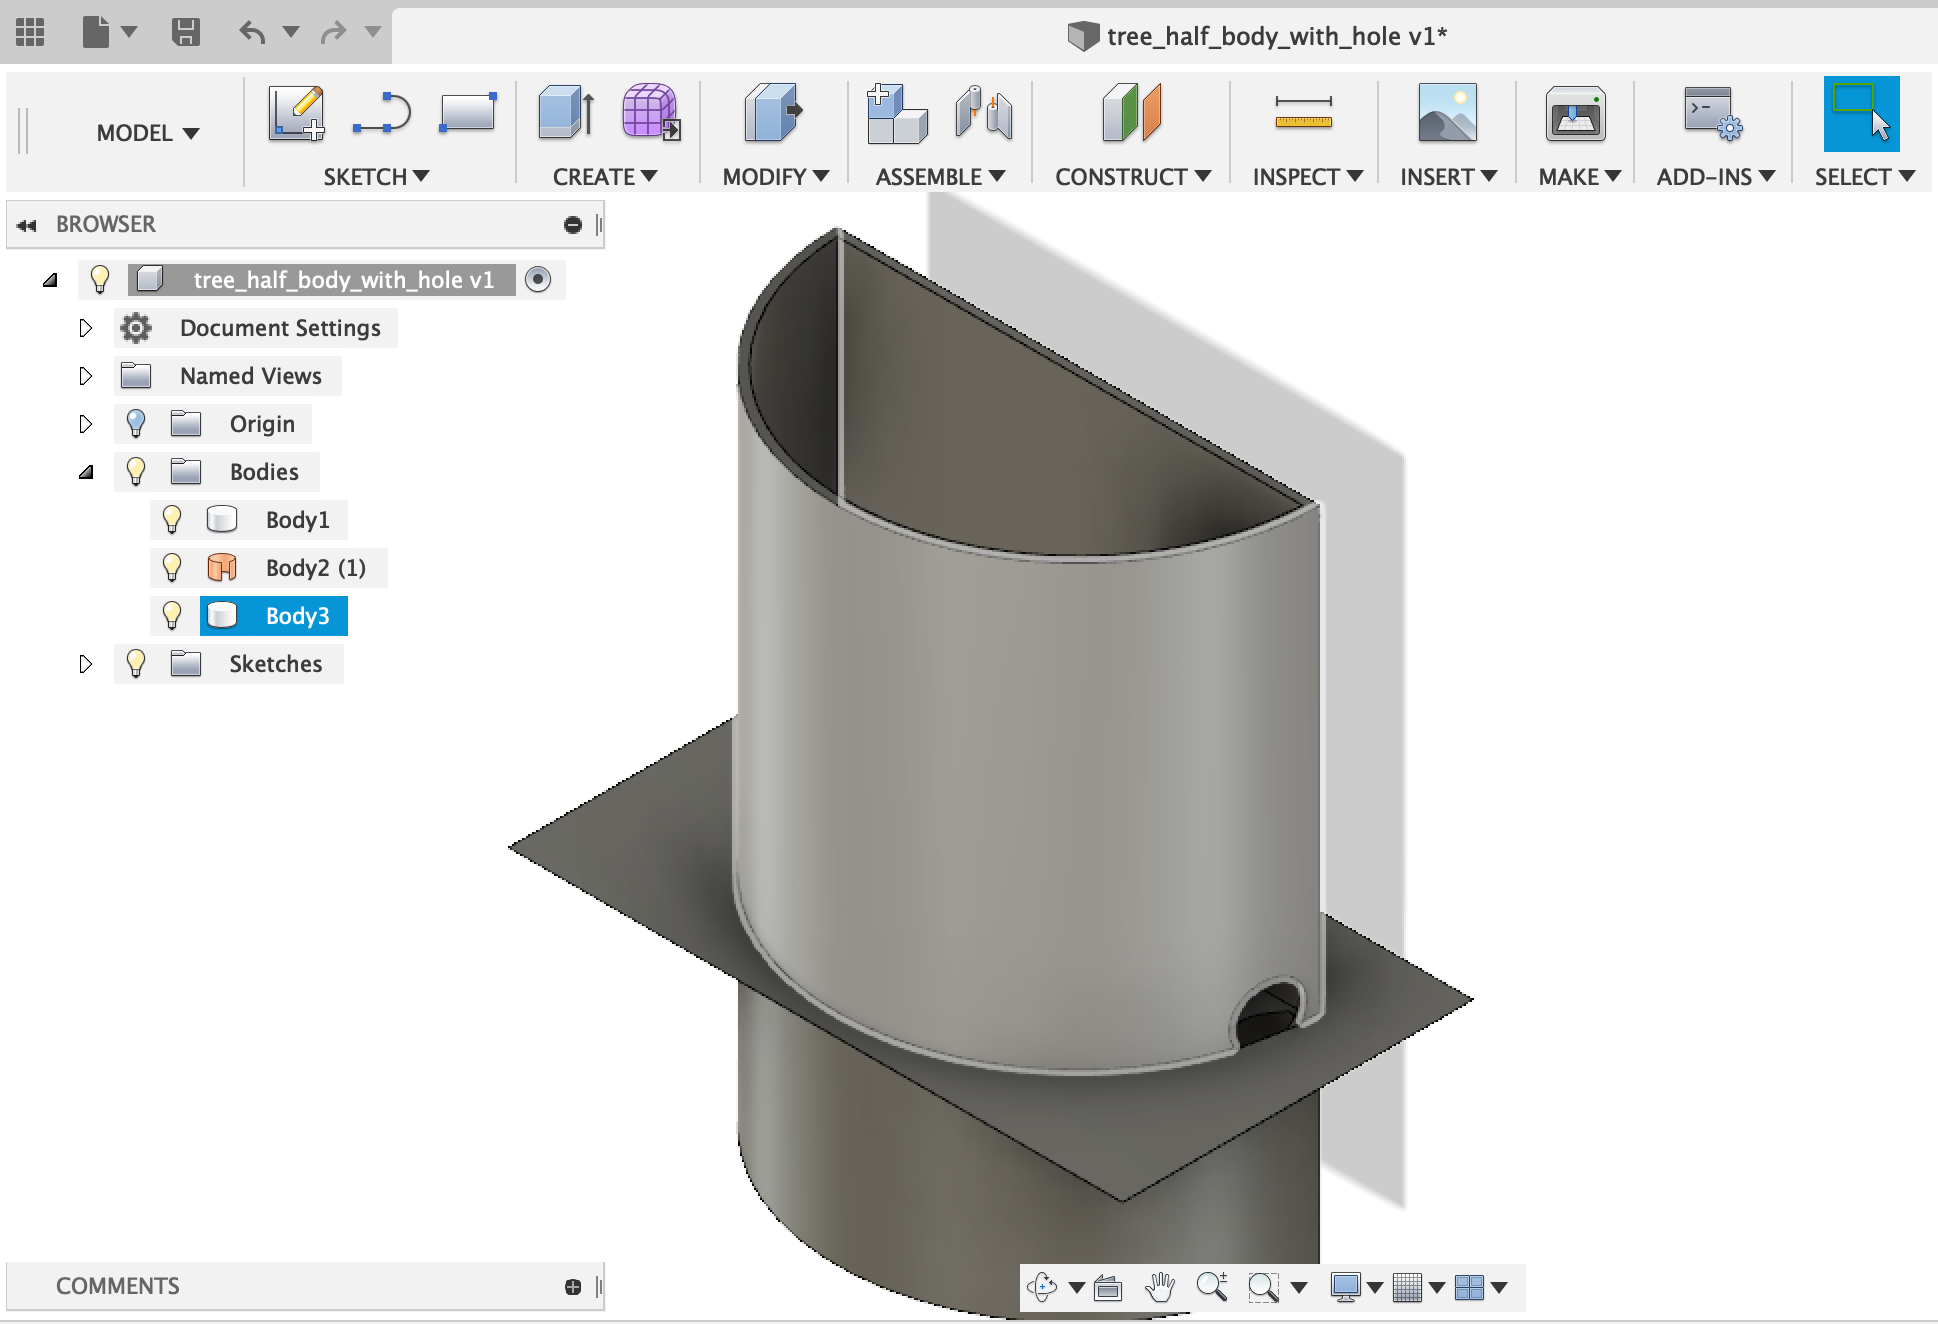 tree_half_body_with_hole v1*
MODEL
SKETCH
CREATE
MODIFY
ASSEMBLE
CONSTRUCT
INSPECT
INSERT
MAKE
ADD-INS
SELECT
BROWSER
tree_half_body_with_hole v1
Document Settings
Named Views
Origin
Bodies
Body1
Body2 (1)
Body3
Sketches
COMMENTS